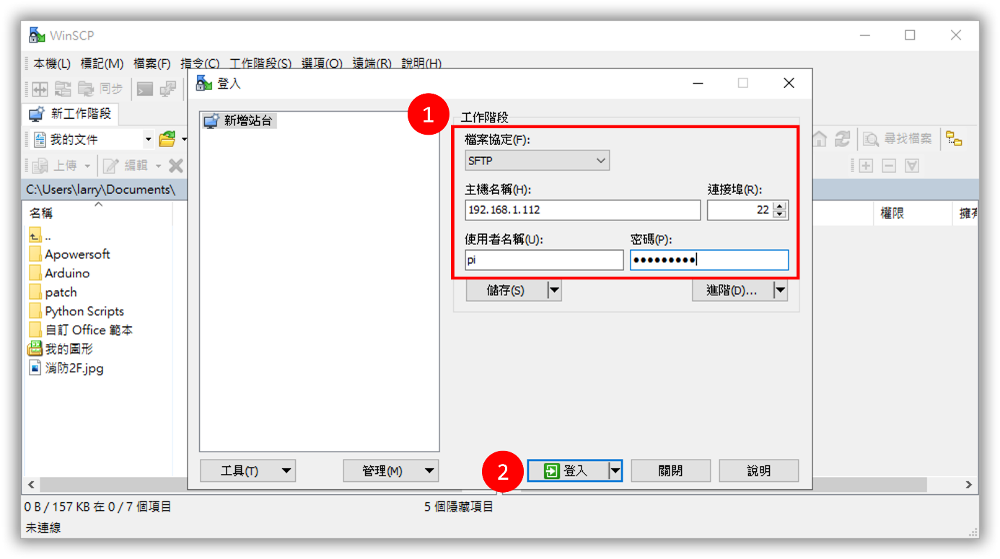 WinSCP
本機(L) 標記(M) 檔案(F) 指令(C) 工作階段(S) 選項(O) 遠端(R) 說明(H)
登入
同步
新工作階段
新增站台
1
工作階段
我的文件
檔案協定(F):
尋找檔案
SFTP
上傳
編輯
C:\Users\larry\Documents\
主機名稱(H):
連接埠(R):
192.168.1.112
22
名稱
權限
使用者名稱(U):
密碼(P):
pi
●●●●●●●●●
..
Apowersoft
Arduino
patch
Python Scripts
自訂 Office 範本
我的圖形
消防2F.jpg
儲存(S)
進階(D)...
工具(T)
管理(M)
2
登入
關閉
說明
0 B / 157 KB 在 0 / 7 個項目
5 個隱藏項目
未連線